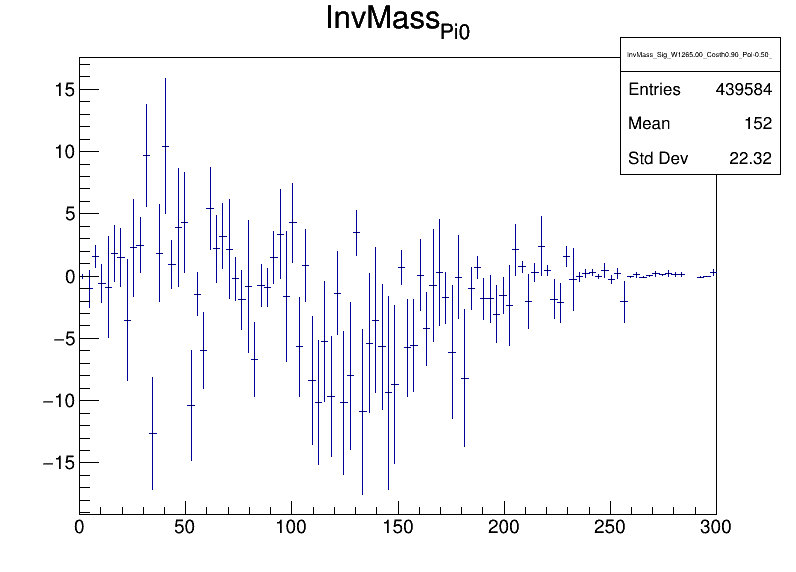 InvMass_Pi0
InvMass_Sig_W1265.00_Costh0.90_Pol-0.50_
Entries 439584
Mean 152
Std Dev 22.32
15
10
5
0
−5
−10
−15
0 50 100 150 200 250 300